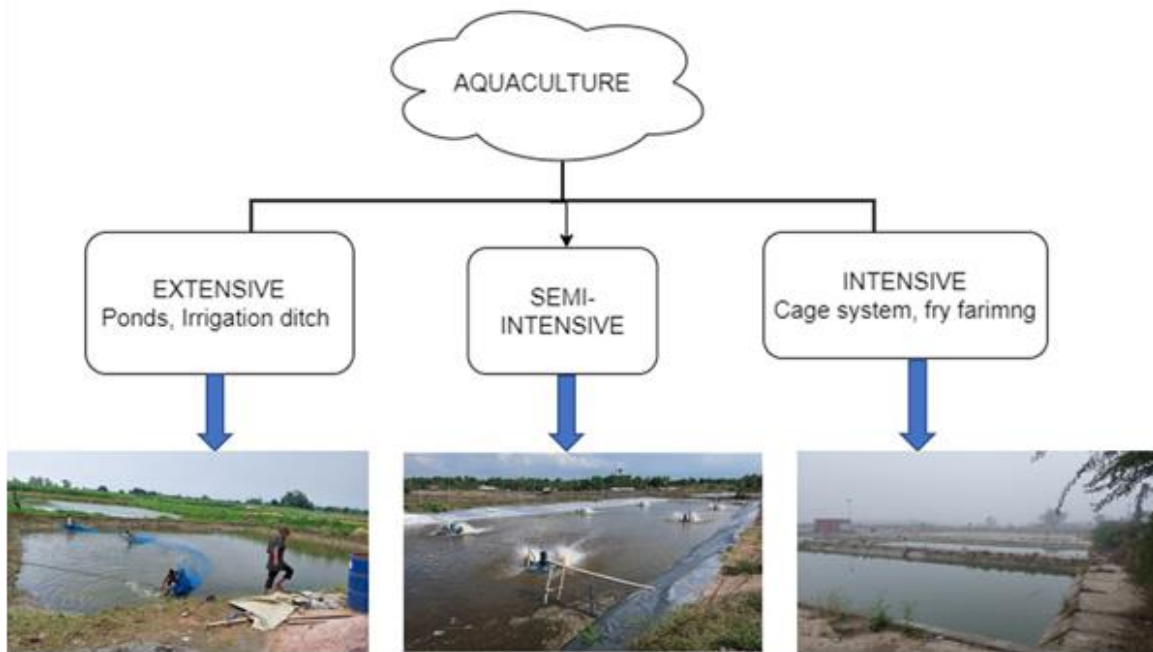 AQUACULTURE
EXTENSIVE
Ponds, Irrigation ditch
SEMI-
INTENSIVE
INTENSIVE
Cage system, fry farimng